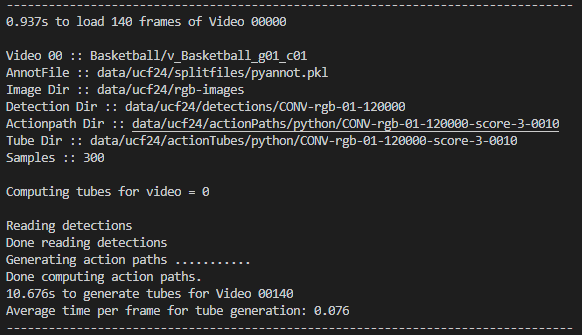 --------------------------------------------------------------------------------
0.937s to load 140 frames of Video 00000
Video 00 :: Basketball/v_Basketball_g01_c01
AnnotFile :: data/ucf24/splitfiles/pyannot.pkl
Image Dir :: data/ucf24/rgb-images
Detection Dir :: data/ucf24/detections/CONV-rgb-01-120000
Actionpath Dir :: data/ucf24/actionPaths/python/CONV-rgb-01-120000-score-3-0010
Tube Dir :: data/ucf24/actionTubes/python/CONV-rgb-01-120000-score-3-0010
Samples :: 300
Computing tubes for video = 0
Reading detections
Done reading detections
Generating action paths ...........
Done computing action paths.
10.676s to generate tubes for Video 00140
Average time per frame for tube generation: 0.076
--------------------------------------------------------------------------------